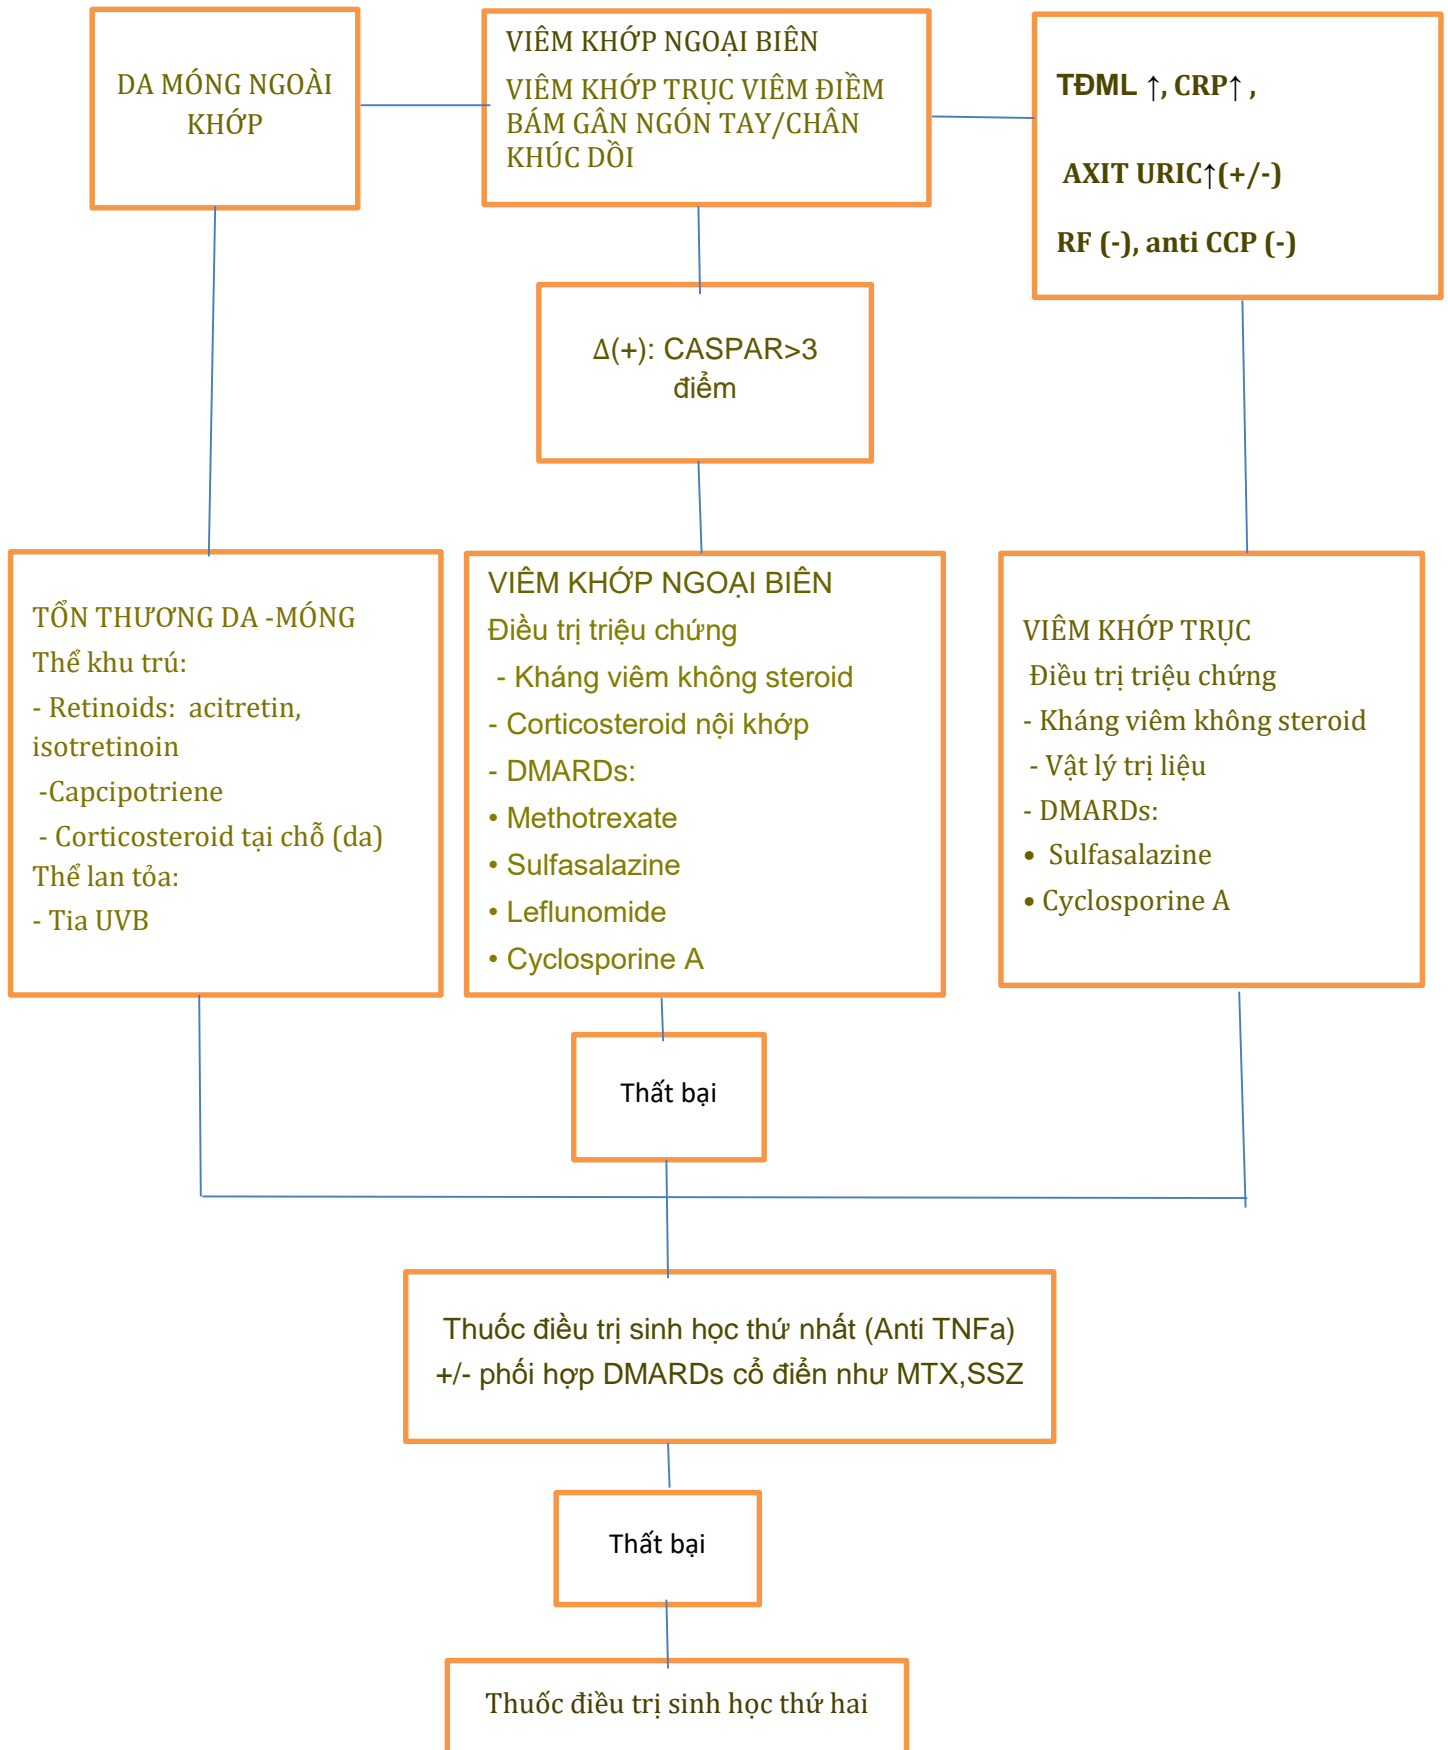 DA MÓNG NGOÀI
KHỚP
VIÊM KHỚP NGOẠI BIÊN
VIÊM KHỚP TRỤC VIÊM ĐIỀM
BÁM GÂN NGÓN TAY/CHÂN
KHÚC DỒI
TĐML ↑, CRP↑ ,
AXIT URIC↑(+/-)
RF (-), anti CCP (-)
Δ(+): CASPAR>3
điểm
TỔN THƯƠNG DA -MÓNG
Thể khu trú:
- Retinoids: acitretin,
isotretinoin
-Capcipotriene
- Corticosteroid tại chỗ (da)
Thể lan tỏa:
- Tia UVB
VIÊM KHỚP NGOẠI BIÊN
Điều trị triệu chứng
- Kháng viêm không steroid
- Corticosteroid nội khớp
- DMARDs:
• Methotrexate
• Sulfasalazine
• Leflunomide
• Cyclosporine A
VIÊM KHỚP TRỤC
Điều trị triệu chứng
- Kháng viêm không steroid
- Vật lý trị liệu
- DMARDs:
• Sulfasalazine
• Cyclosporine A
Thất bại
Thuốc điều trị sinh học thứ nhất (Anti TNFa)
+/- phối hợp DMARDs cổ điển như MTX,SSZ
Thất bại
Thuốc điều trị sinh học thứ hai